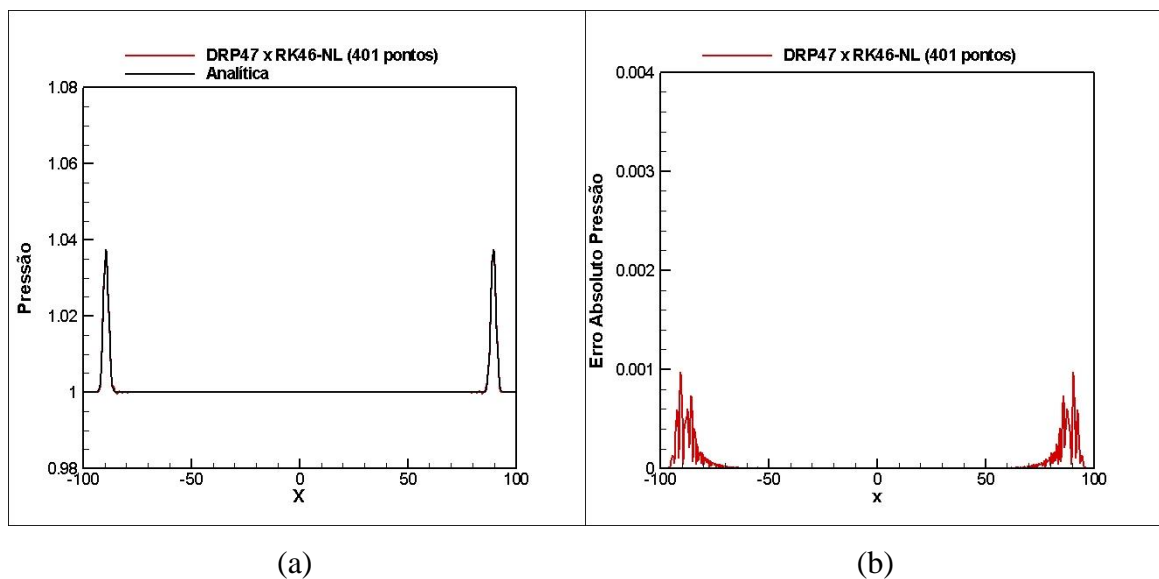 DRP47 x RK46-NL (401 pontos)
Analítica
1.08
1.06
1.04
1.02
1
0.98
Pressão
-100
-50
0
50
100
X
DRP47 x RK46-NL (401 pontos)
0.004
0.003
0.002
0.001
0
Erro Absoluto Pressão
-100
-50
0
50
100
x
(a)
(b)